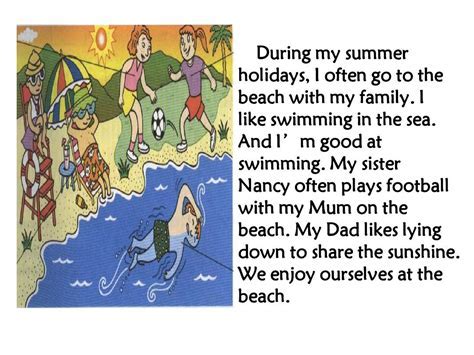 During my summer
holidays, I often go to the
beach with my family. I
like swimming in the sea.
And I’m good at
swimming. My sister
Nancy often plays football
with my Mum on the
beach. My Dad likes lying
down to share the sunshine.
We enjoy ourselves at the
beach.